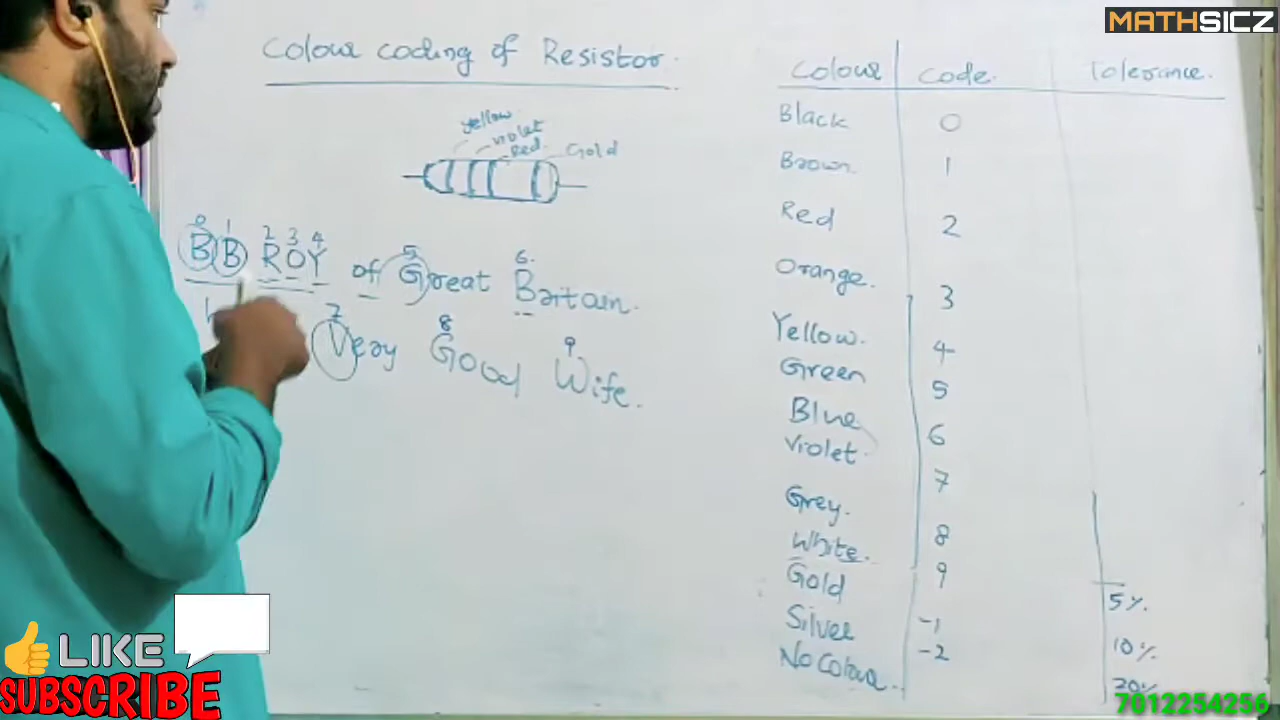 MATHSICZ
Colour coding of Resistor.
Yellow
Violet
Red
Gold
0 1 2 3 4 5 6.
B B R O Y of Great Britain.
7 8 9
Very Good Wife.
Colour Code. Tolerance.
Black 0
Brown 1
Red 2
Orange. 3
Yellow. 4
Green 5
Blue 6
Violet. 7
Grey. 8
White. 9
Gold -1 5%.
Silver -2 10%.
No Colour. 20%
LIKE
SUBSCRIBE
7012254256